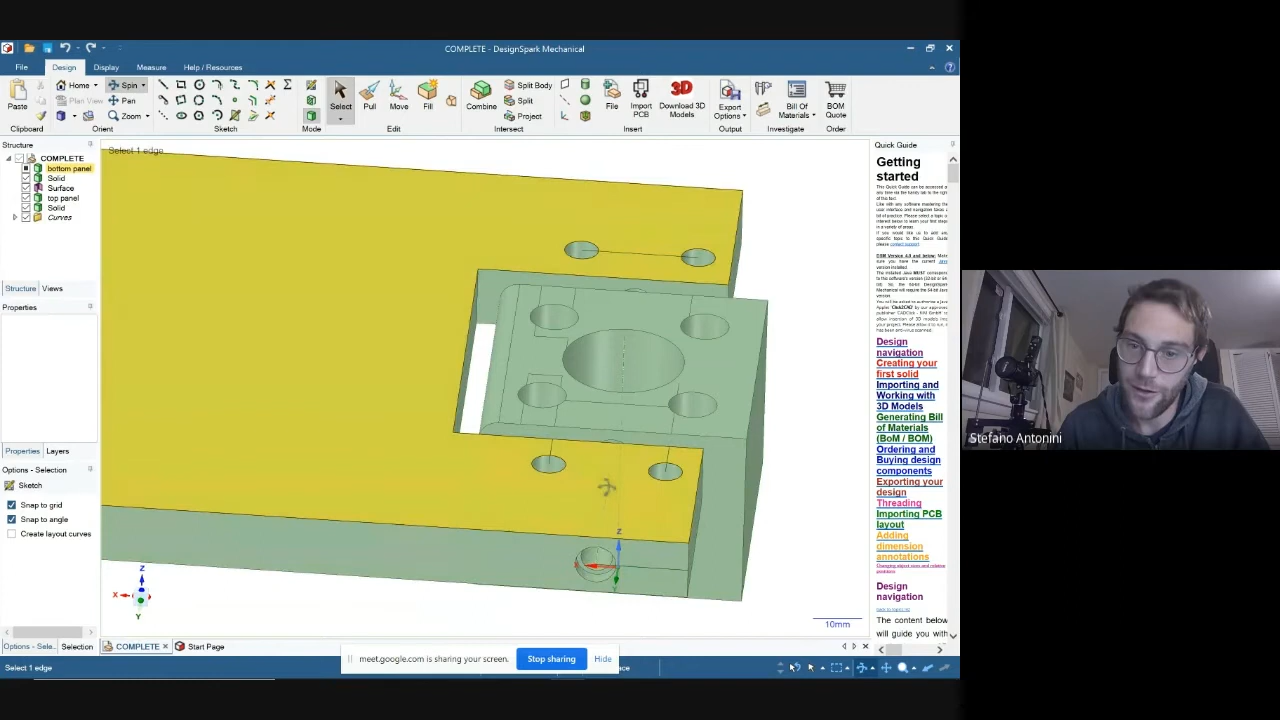 COMPLETE - DesignSpark Mechanical
File
Design
Display
Measure
Help / Resources
Paste
Home
Plan View
Spin
Pan
Zoom
Select
Pull
Move
Fill
Combine
Split Body
Split
Project
File
Import PCB
Download 3D Models
Export Options
Bill Of Materials
BOM Quote
Clipboard
Orient
Sketch
Mode
Edit
Intersect
Insert
Output
Investigate
Order
Structure
COMPLETE
bottom panel
Solid
Surface
top panel
Solid
Curves
Structure
Views
Properties
Properties
Layers
Options - Selection
Sketch
Snap to grid
Snap to angle
Create layout curves
Options - Sele...
Selection
Select 1 edge
X
Z
Y
Z
10mm
COMPLETE
Start Page
Select 1 edge
meet.google.com is sharing your screen.
Stop sharing
Hide
Quick Guide
Getting
started
Design
navigation
Creating your
first solid
Importing and
Working with
3D Models
Generating Bill
of Materials
(BoM / BOM)
Ordering and
Buying design
components
Exporting your
design
Threading
Importing PCB
layout
Adding
dimension
annotations
Design
navigation
The content below
will guide you with
Stefano Antonini